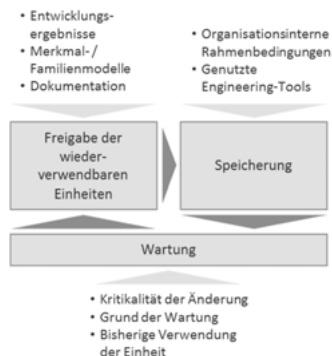 • Entwicklungs-
ergebnisse
• Merkmal-/
Familienmodelle
• Dokumentation
• Organisationsinterne
Rahmenbedingungen
• Genutzte
Engineering-Tools
Freigabe der
wieder-
verwendbaren
Einheiten
Speicherung
Wartung
• Kritikalität der Änderung
• Grund der Wartung
• Bisherige Verwendung
der Einheit